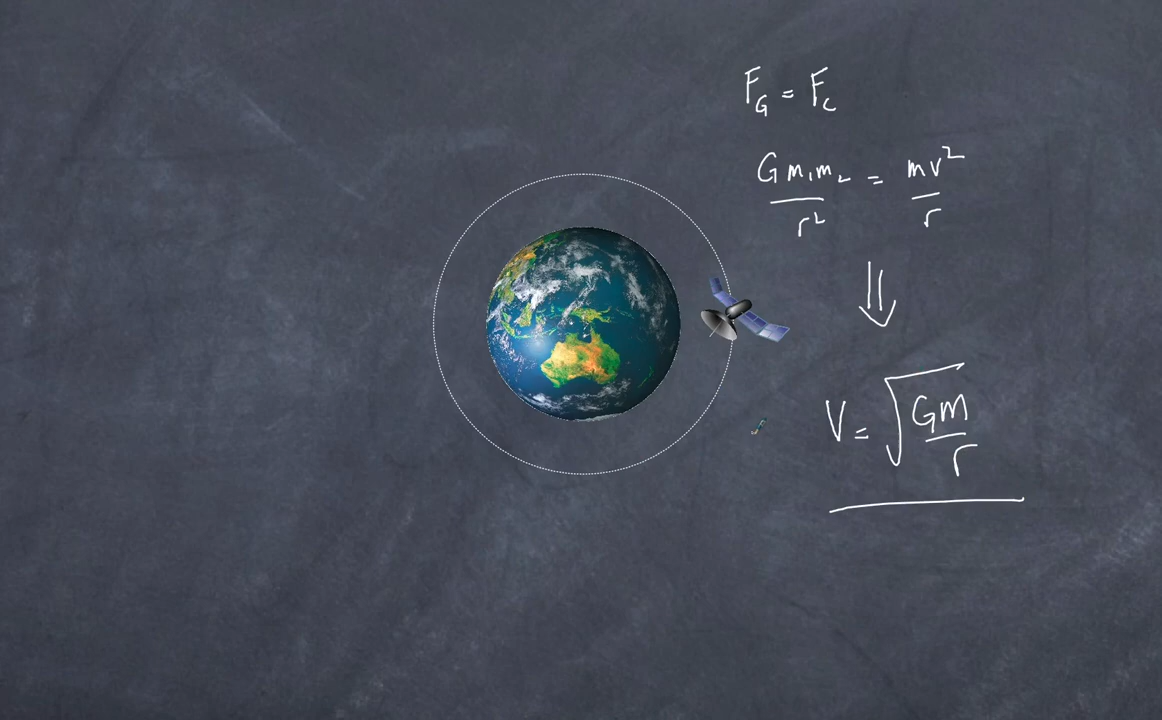 F_G = F_C
G m₁m₂ / r² = mv² / r
⇓
V = √(Gm / r)